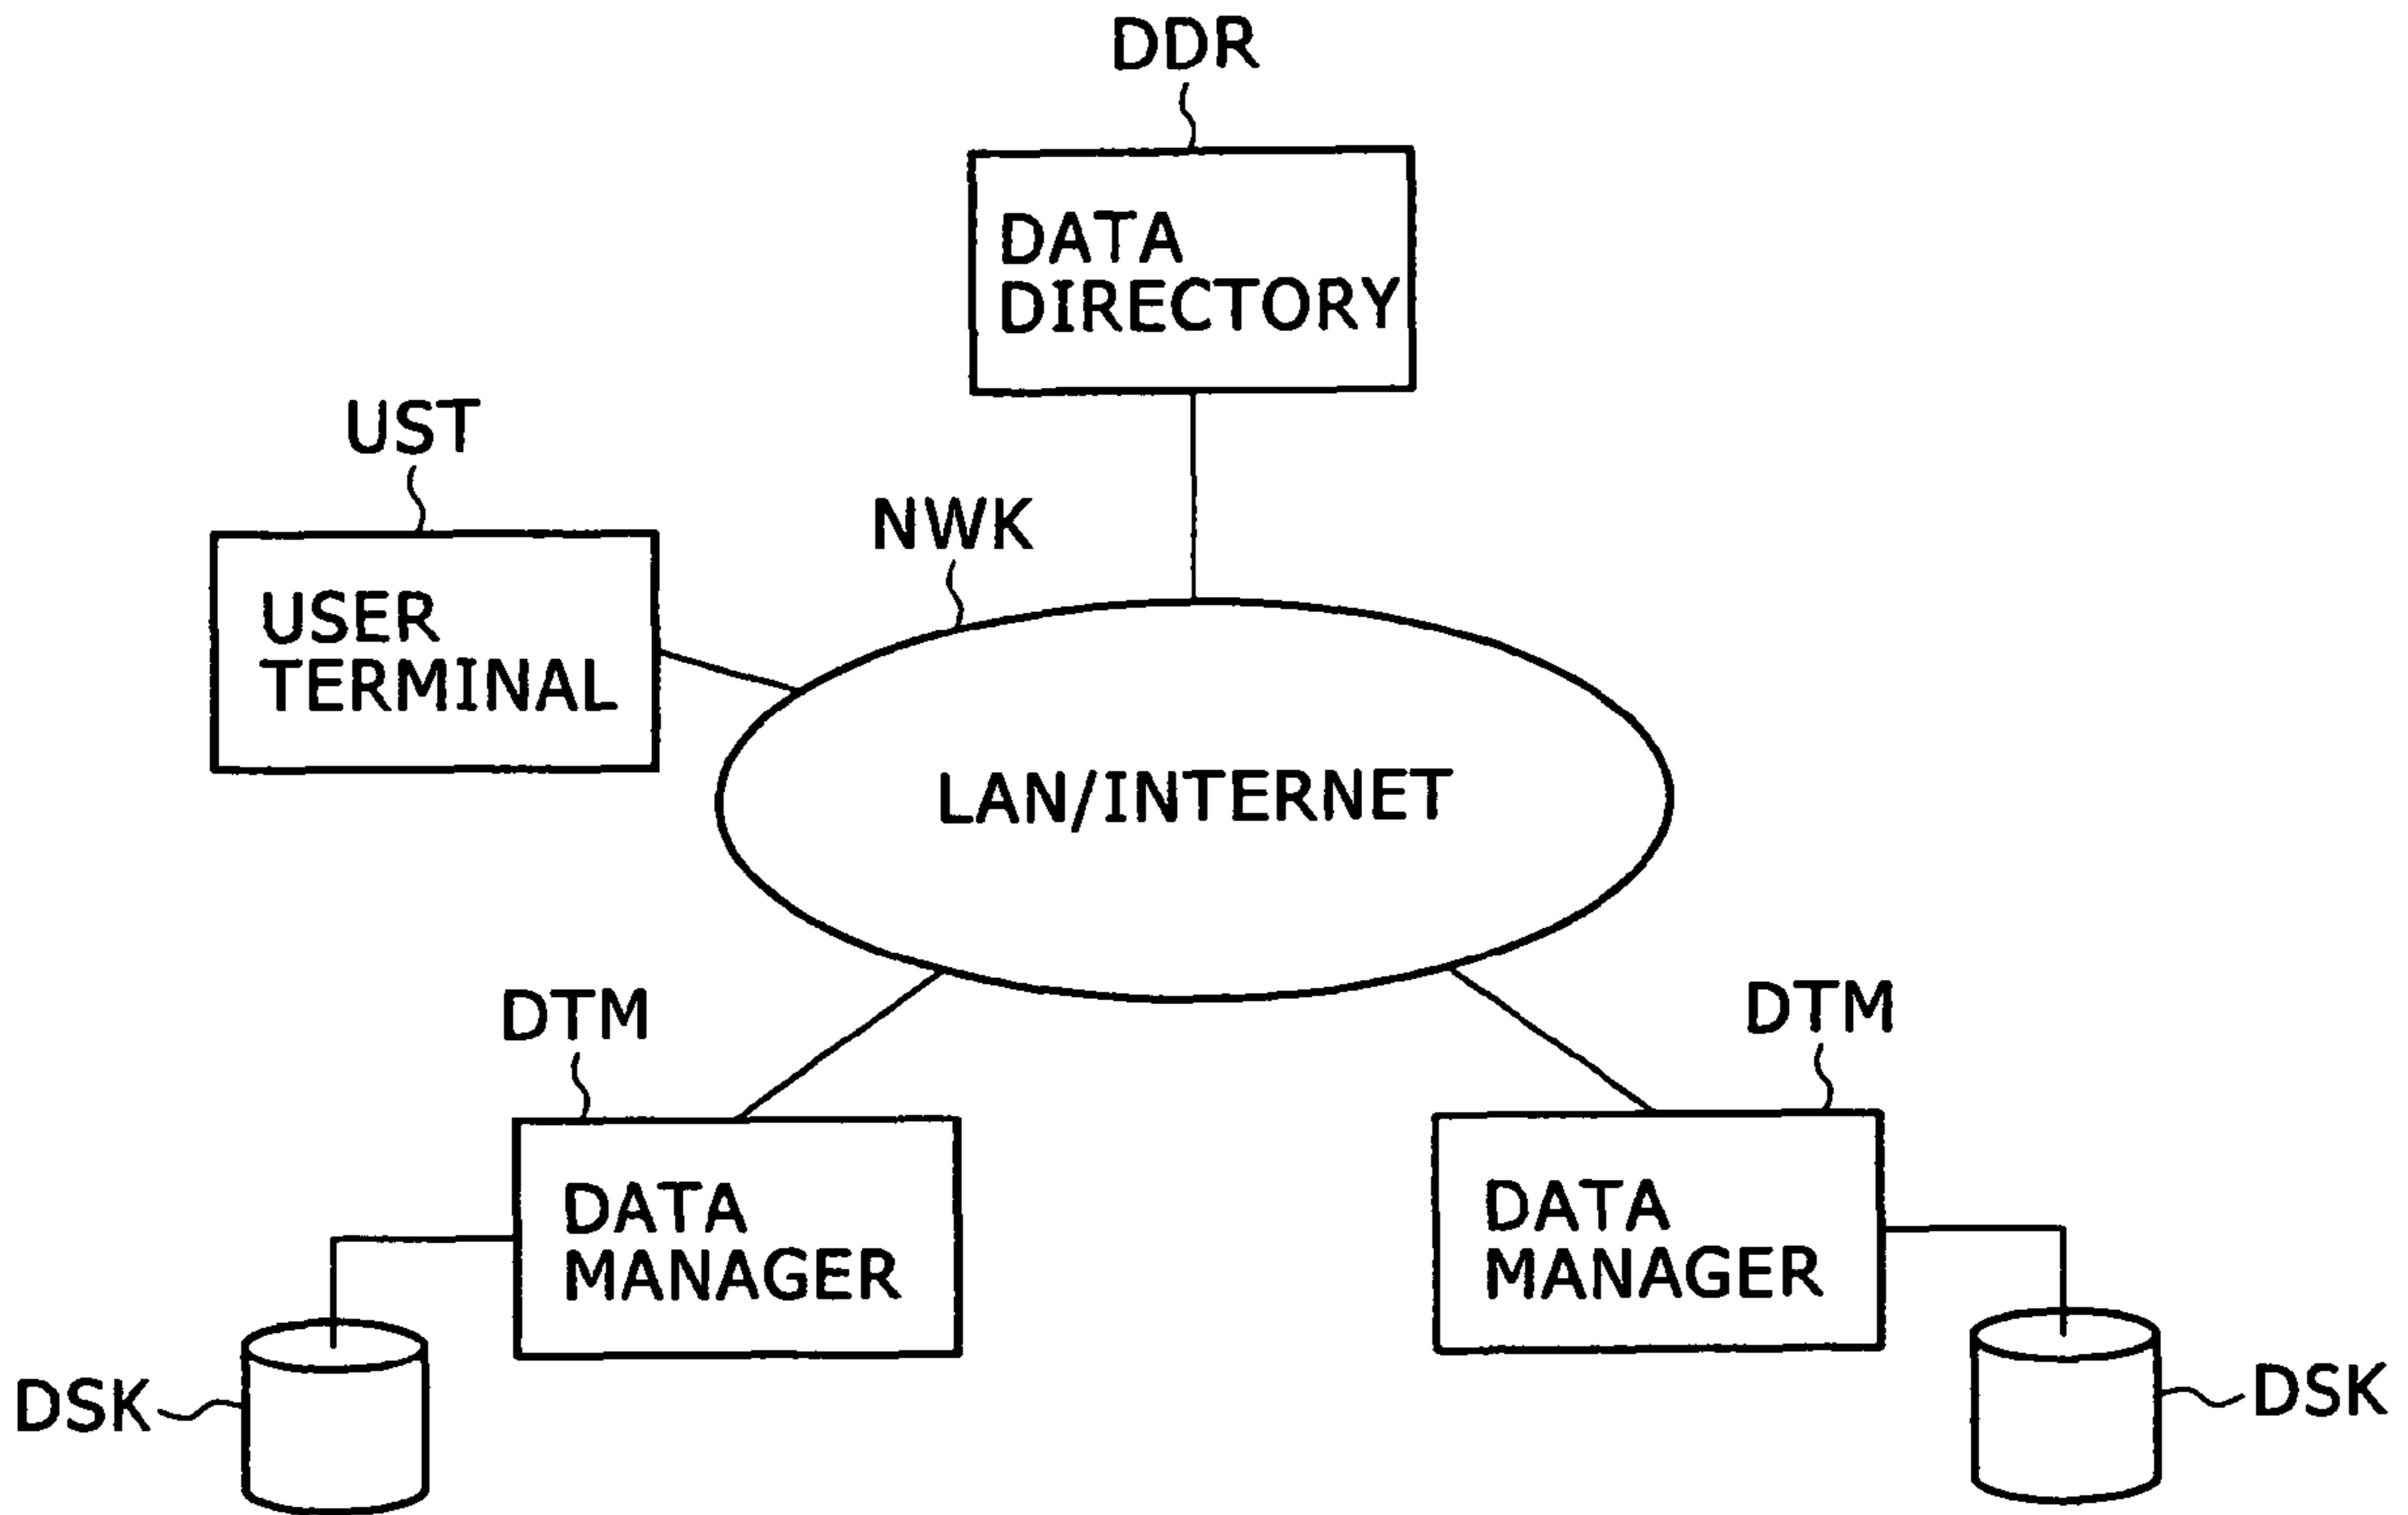 DDR
DATA
DIRECTORY
UST
NWK
USER
TERMINAL
LAN/INTERNET
DTM
DTM
DATA
MANAGER
DATA
MANAGER
DSK
DSK